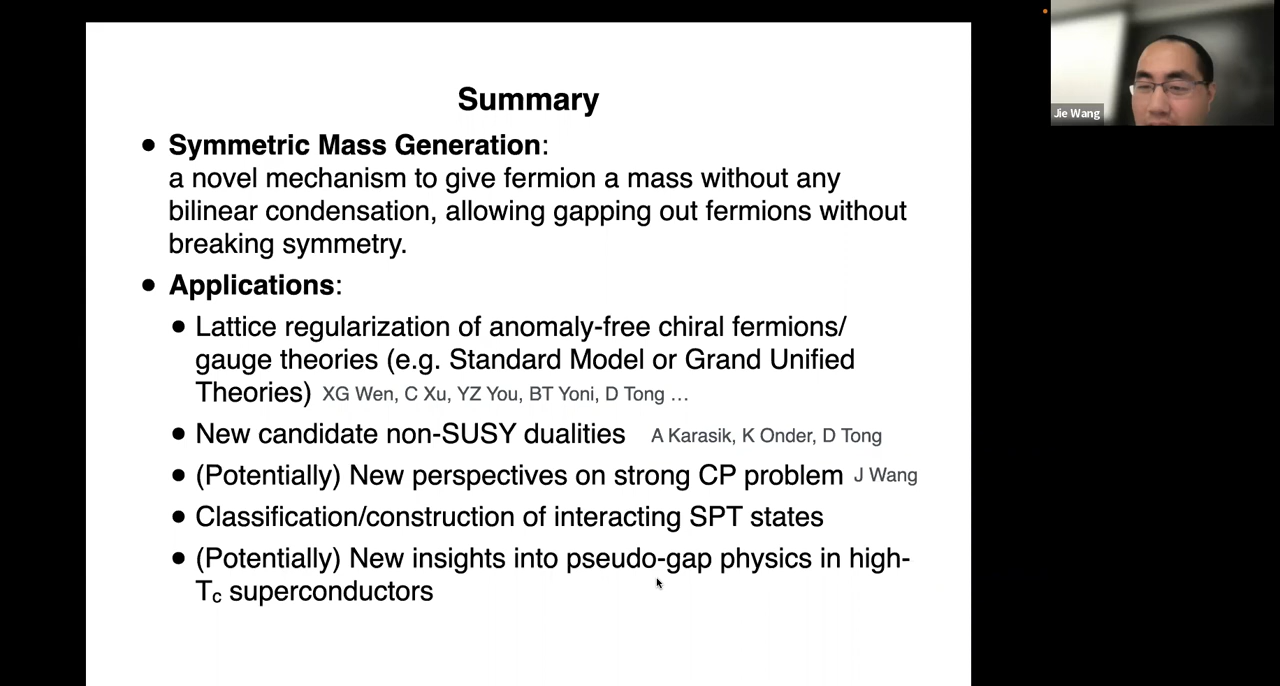 Summary
• Symmetric Mass Generation:
a novel mechanism to give fermion a mass without any
bilinear condensation, allowing gapping out fermions without
breaking symmetry.
• Applications:
• Lattice regularization of anomaly-free chiral fermions/
gauge theories (e.g. Standard Model or Grand Unified
Theories) XG Wen, C Xu, YZ You, BT Yoni, D Tong …
• New candidate non-SUSY dualities A Karasik, K Onder, D Tong
• (Potentially) New perspectives on strong CP problem J Wang
• Classification/construction of interacting SPT states
• (Potentially) New insights into pseudo-gap physics in high-
Tc superconductors
Jie Wang